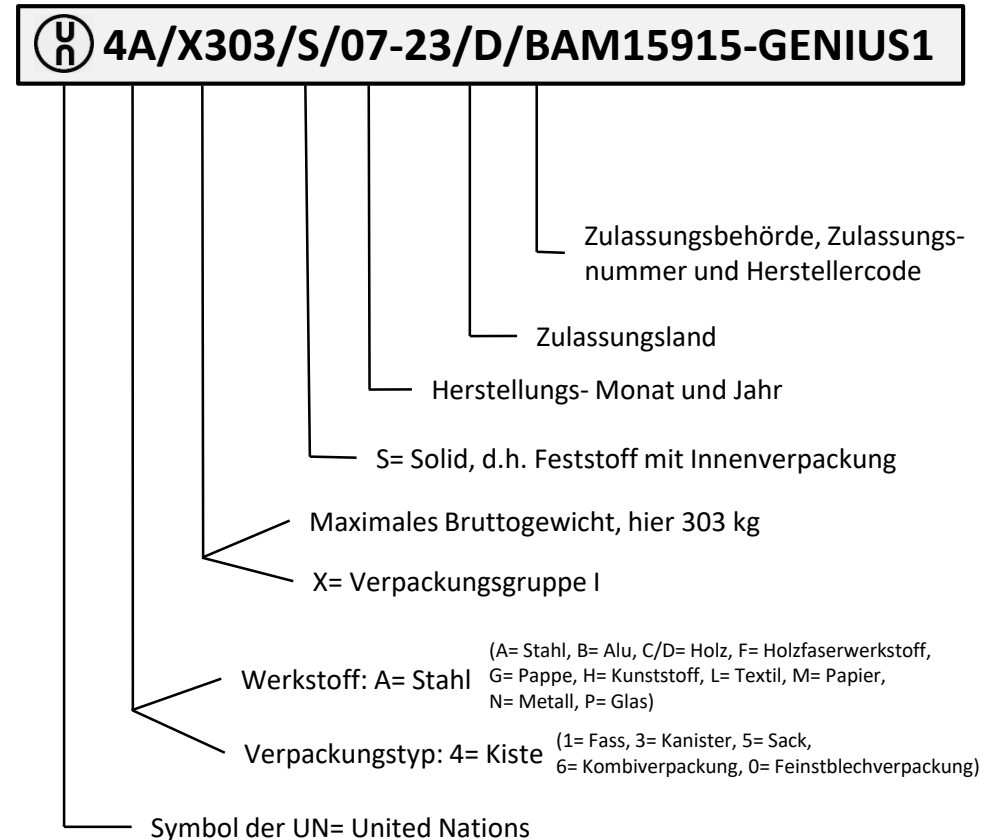 UN 4A/X303/S/07-23/D/BAM15915-GENIUS1
Zulassungsbehörde, Zulassungs-
nummer und Herstellercode
Zulassungsland
Herstellungs- Monat und Jahr
S= Solid, d.h. Feststoff mit Innenverpackung
Maximales Bruttogewicht, hier 303 kg
X= Verpackungsgruppe I
Werkstoff: A= Stahl
(A= Stahl, B= Alu, C/D= Holz, F= Holzfaserwerkstoff,
G= Pappe, H= Kunststoff, L= Textil, M= Papier,
N= Metall, P= Glas)
Verpackungstyp: 4= Kiste
(1= Fass, 3= Kanister, 5= Sack,
6= Kombiverpackung, 0= Feinstblechverpackung)
Symbol der UN= United Nations